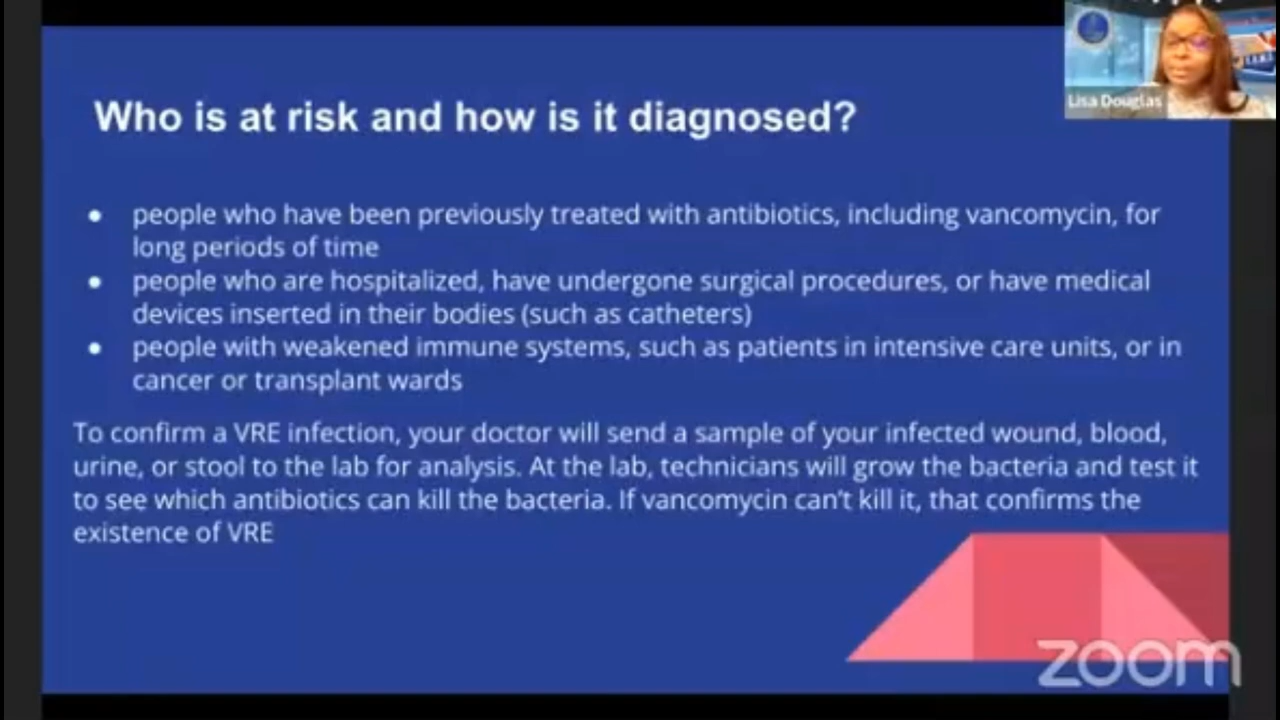 Who is at risk and how is it diagnosed?
Lisa Douglas
● people who have been previously treated with antibiotics, including vancomycin, for
long periods of time
● people who are hospitalized, have undergone surgical procedures, or have medical
devices inserted in their bodies (such as catheters)
● people with weakened immune systems, such as patients in intensive care units, or in
cancer or transplant wards
To confirm a VRE infection, your doctor will send a sample of your infected wound, blood,
urine, or stool to the lab for analysis. At the lab, technicians will grow the bacteria and test it
to see which antibiotics can kill the bacteria. If vancomycin can't kill it, that confirms the
existence of VRE
zoom